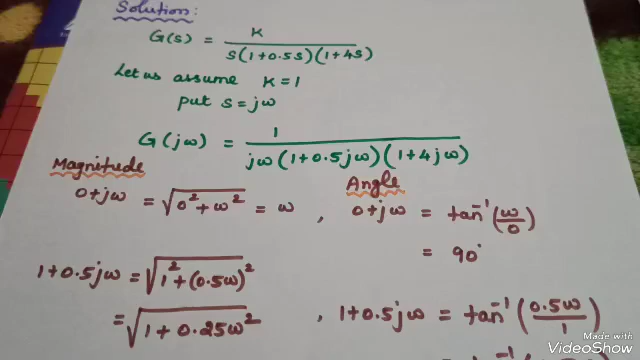 Solution:
G(s) = K / s(1+0.5s)(1+4s)
Let us assume K=1
put s=jω
G(jω) = 1 / jω(1+0.5jω)(1+4jω)
Magnitude
Angle
0+jω = √(0²+ω²) = ω , 0+jω = tan⁻¹(ω/0)
= 90°
1+0.5jω = √(1²+(0.5ω)²)
= √(1+0.25ω²) , 1+0.5jω = tan⁻¹(0.5ω/1)
Made with
VideoShow